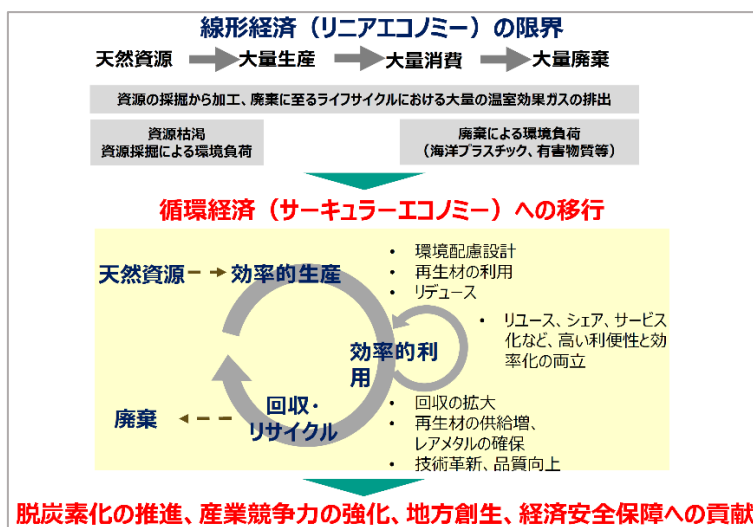 線形経済（リニアエコノミー）の限界
天然資源 大量生産 大量消費 大量廃棄
資源の採掘から加工、廃棄に至るライフサイクルにおける大量の温室効果ガスの排出
資源枯渇
資源採掘による環境負荷
廃棄による環境負荷
（海洋プラスチック、有害物質等）
循環経済（サーキュラーエコノミー）への移行
天然資源 効率的生産
• 環境配慮設計
• 再生材の利用
• リデュース
効率的利
用
• リユース、シェア、サービス
化など、高い利便性と効
率化の両立
回収・
リサイクル
廃棄
• 回収の拡大
• 再生材の供給増、
レアメタルの確保
• 技術革新、品質向上
脱炭素化の推進、産業競争力の強化、地方創生、経済安全保障への貢献